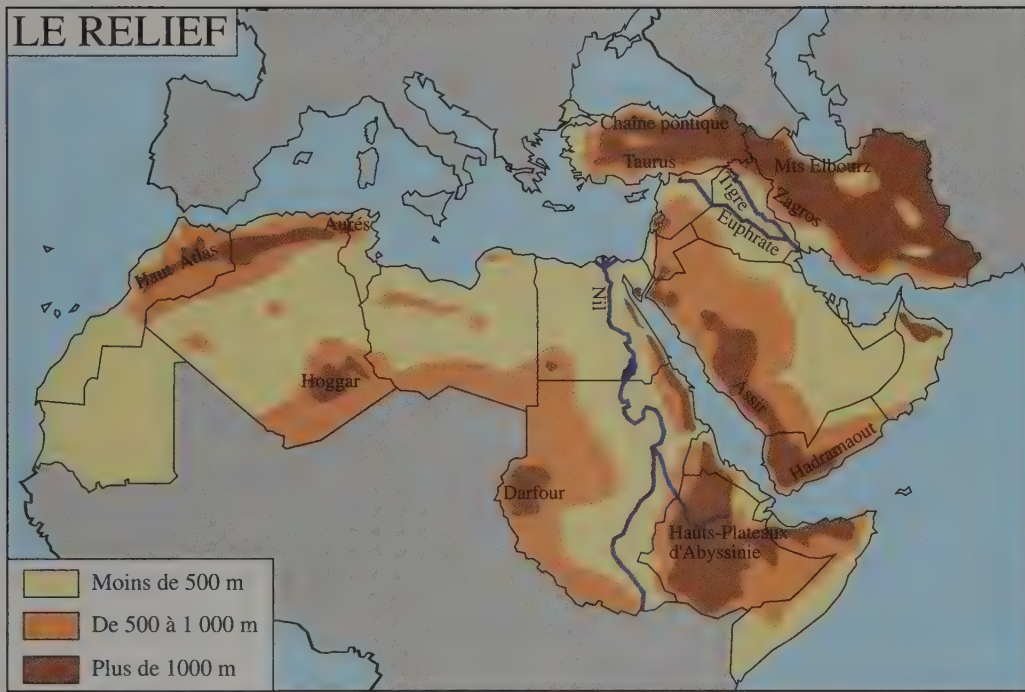 LE RELIEF
Chaîne pontique
Taurus
Mts Elbourz
Tigre
Zagros
Euphrate
Aurés
Haut Atlas
Nil
Hoggar
Assir
Hadramaout
Darfour
Hauts-Plateaux
d'Abyssinie
Moins de 500 m
De 500 à 1 000 m
Plus de 1000 m